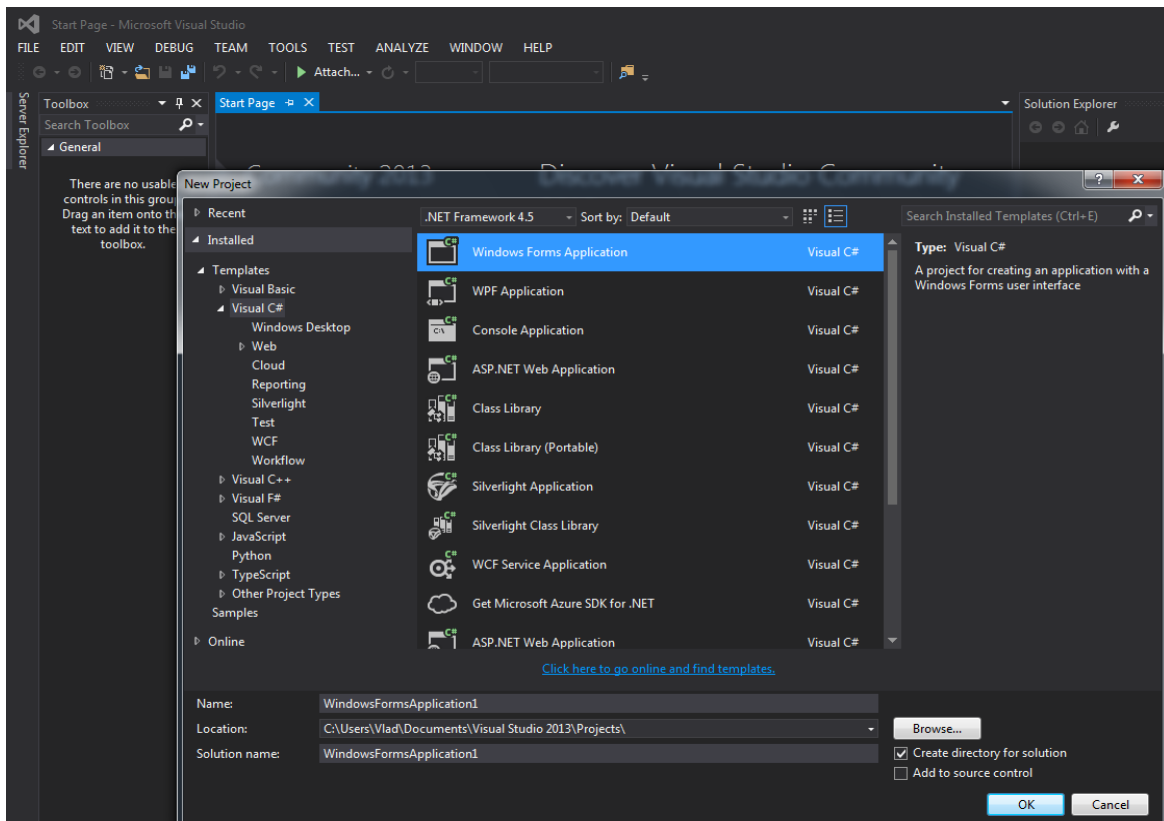 Start Page - Microsoft Visual Studio
FILE EDIT VIEW DEBUG TEAM TOOLS TEST ANALYZE WINDOW HELP
Attach...
Server Explorer
Toolbox
Start Page
Solution Explorer
Search Toolbox
General
There are no usable
controls in this grou
Drag an item onto th
text to add it to the
toolbox.
Community 2013
Discover Visual Studio Community
New Project
Recent
.NET Framework 4.5 Sort by: Default
Search Installed Templates (Ctrl+E)
Installed
Templates
Visual Basic
Visual C#
Windows Desktop
Web
Cloud
Reporting
Silverlight
Test
WCF
Workflow
Visual C++
Visual F#
SQL Server
JavaScript
Python
TypeScript
Other Project Types
Samples
Online
Windows Forms Application Visual C#
WPF Application Visual C#
Console Application Visual C#
ASP.NET Web Application Visual C#
Class Library Visual C#
Class Library (Portable) Visual C#
Silverlight Application Visual C#
Silverlight Class Library Visual C#
WCF Service Application Visual C#
Get Microsoft Azure SDK for .NET Visual C#
ASP.NET Web Application Visual C#
Type: Visual C#
A project for creating an application with a
Windows Forms user interface
Click here to go online and find templates.
Name: WindowsFormsApplication1
Location: C:\Users\Vlad\Documents\Visual Studio 2013\Projects\
Browse...
Solution name: WindowsFormsApplication1
Create directory for solution
Add to source control
OK Cancel